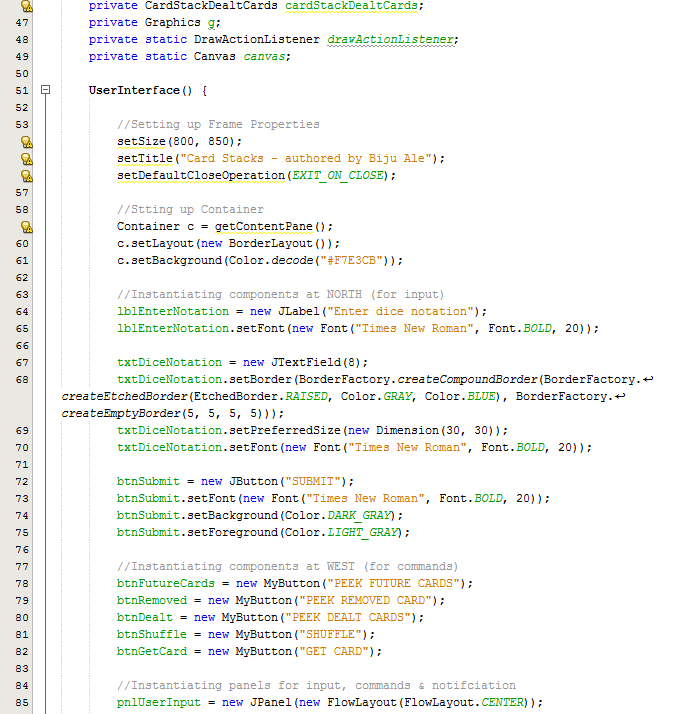 private CardStackDealtCards cardStackDealtCards;
47 private Graphics g;
48 private static DrawActionListener drawActionListener;
49 private static Canvas canvas;
50
51 UserInterface() {
52
53 //Setting up Frame Properties
setSize(800, 850);
setTitle("Card Stacks - authored by Biju Ale");
setDefaultCloseOperation(EXIT_ON_CLOSE);
57
58 //Stting up Container
Container c = getContentPane();
60 c.setLayout(new BorderLayout());
61 c.setBackground(Color.decode("#F7E3CB"));
62
63 //Instantiating components at NORTH (for input)
64 lblEnterNotation = new JLabel("Enter dice notation");
65 lblEnterNotation.setFont(new Font("Times New Roman", Font.BOLD, 20));
66
67 txtDiceNotation = new JTextField(8);
68 txtDiceNotation.setBorder(BorderFactory.createCompoundBorder(BorderFactory.↩
createEtchedBorder(EtchedBorder.RAISED, Color.GRAY, Color.BLUE), BorderFactory.↩
createEmptyBorder(5, 5, 5, 5)));
69 txtDiceNotation.setPreferredSize(new Dimension(30, 30));
70 txtDiceNotation.setFont(new Font("Times New Roman", Font.BOLD, 20));
71
72 btnSubmit = new JButton("SUBMIT");
73 btnSubmit.setFont(new Font("Times New Roman", Font.BOLD, 20));
74 btnSubmit.setBackground(Color.DARK_GRAY);
75 btnSubmit.setForeground(Color.LIGHT_GRAY);
76
77 //Instantiating components at WEST (for commands)
78 btnFutureCards = new MyButton("PEEK FUTURE CARDS");
79 btnRemoved = new MyButton("PEEK REMOVED CARD");
80 btnDealt = new MyButton("PEEK DEALT CARDS");
81 btnShuffle = new MyButton("SHUFFLE");
82 btnGetCard = new MyButton("GET CARD");
83
84 //Instantiating panels for input, commands & notifciation
85 pnlUserInput = new JPanel(new FlowLayout(FlowLayout.CENTER));